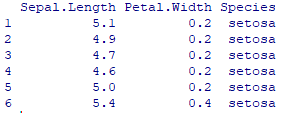 Sepal.Length Petal.Width Species
1 5.1 0.2 setosa
2 4.9 0.2 setosa
3 4.7 0.2 setosa
4 4.6 0.2 setosa
5 5.0 0.2 setosa
6 5.4 0.4 setosa